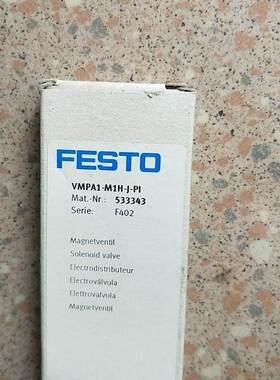 FESTO
VMPA1-M1H-J-PI
Mat.-Nr.: 533343
Serie: F402
Magnetventil
Solenoid valve
Electrodistributeur
Electroválvula
Elettrovalvola
Magnetventil